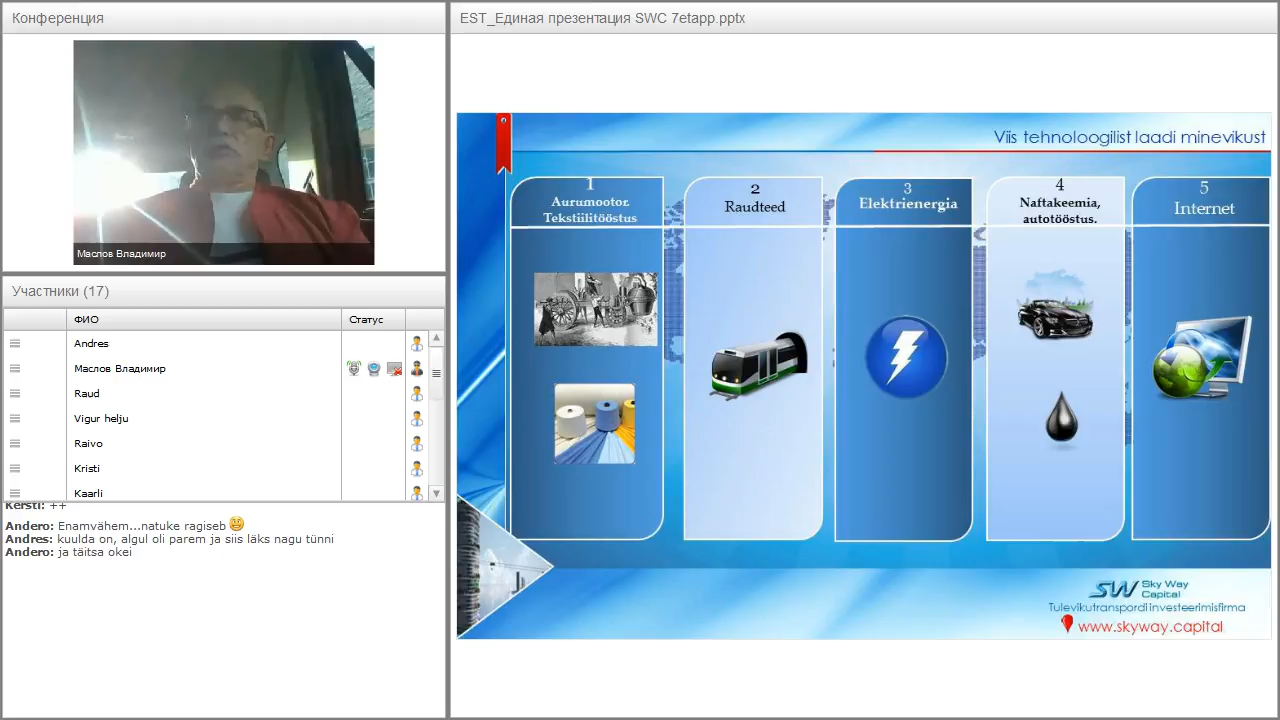 Конференция
Маслов Владимир
Участники (17)
ФИО
Статус
Andres
Маслов Владимир
Raud
Vigur helju
Raivo
Kristi
Kaarli
Kersti: ++
Andero: Enamvähem...natuke ragiseb
Andres: kuulda on, algul oli parem ja siis läks nagu tünni
Andero: ja täitsa okei
EST_Единая презентация SWC 7etapp.pptx
Viis tehnoloogilist laadi minevikust
1
Aurumootor.
Tekstiilitööstus
2
Raudteed
3
Elektrienergia
4
Naftakeemia,
autotööstus.
5
Internet
SW Sky Way
Capital
Tulevikutranspordi investeerimisfirma
www.skyway.capital